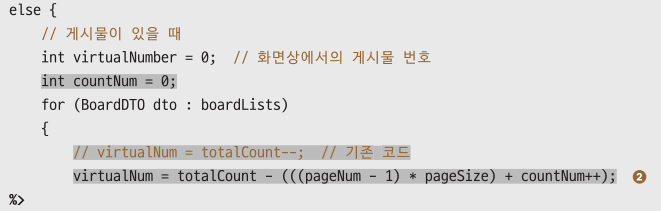 else {
// 게시물이 있을 때
int virtualNumber = 0;  // 화면상에서의 게시물 번호
int countNum = 0;
for (BoardDTO dto : boardLists)
{
// virtualNum = totalCount--;  // 기존 코드
virtualNum = totalCount - (((pageNum - 1) * pageSize) + countNum++); ❷
%>